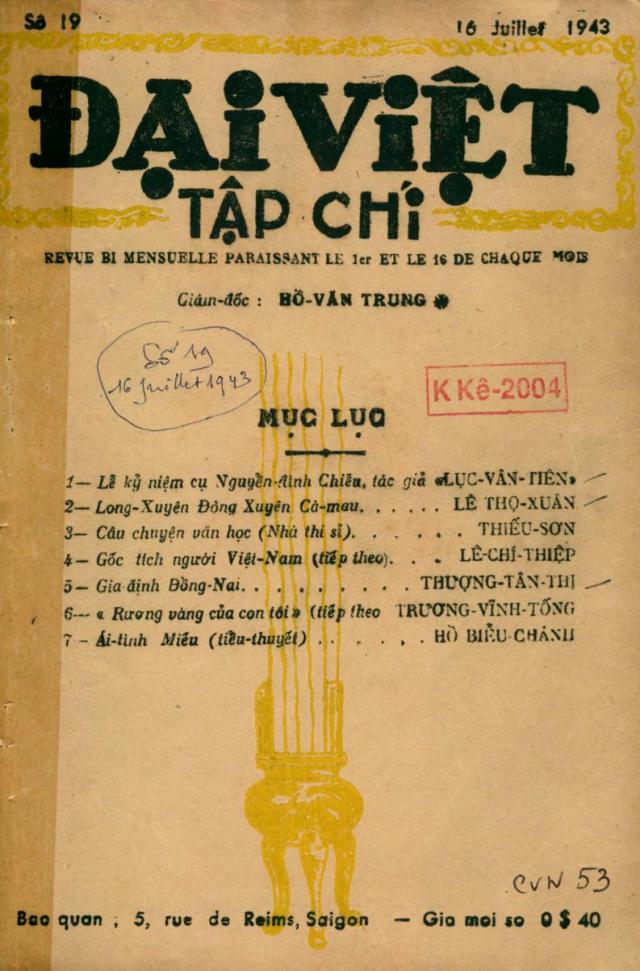 Số 19
16 Juillet 1943
ĐẠI VIỆT
TẬP CHÍ
REVUE BI MENSUELLE PARAISSANT LE 1er ET LE 16 DE CHAQUE MOIS
Giám-đốc : HỒ-VĂN TRUNG
Số 19
16 Juillet 1943
K Kê-2004
MỤC LỤC
1— Lễ kỷ niệm cụ Nguyễn-đình Chiểu, tác giả «LỤC-VÂN-TIÊN»
2— Long-Xuyên Đông Xuyên Cà-mau. . . . . . LÊ THỌ-XUÂN
3— Câu chuyện văn học (Nhà thi sĩ). . . . . . . THIẾU-SƠN
4— Gốc tích người Việt-Nam (tiếp theo). . . LÊ-CHÍ-THIỆP
5— Gia định Đồng-Nai. . . . . . . . . THƯỢNG-TÂN-THỊ
6— « Rương vàng của con tôi » (tiếp theo TRƯƠNG-VĨNH-TỐNG
7 – Ái-tình Miếu (tiểu-thuyết) . . . . . . HỒ BIỂU-CHÁNH
CVN 53
Bao quan ; 5, rue de Reims, Saigon — Gia moi so 0 $ 40